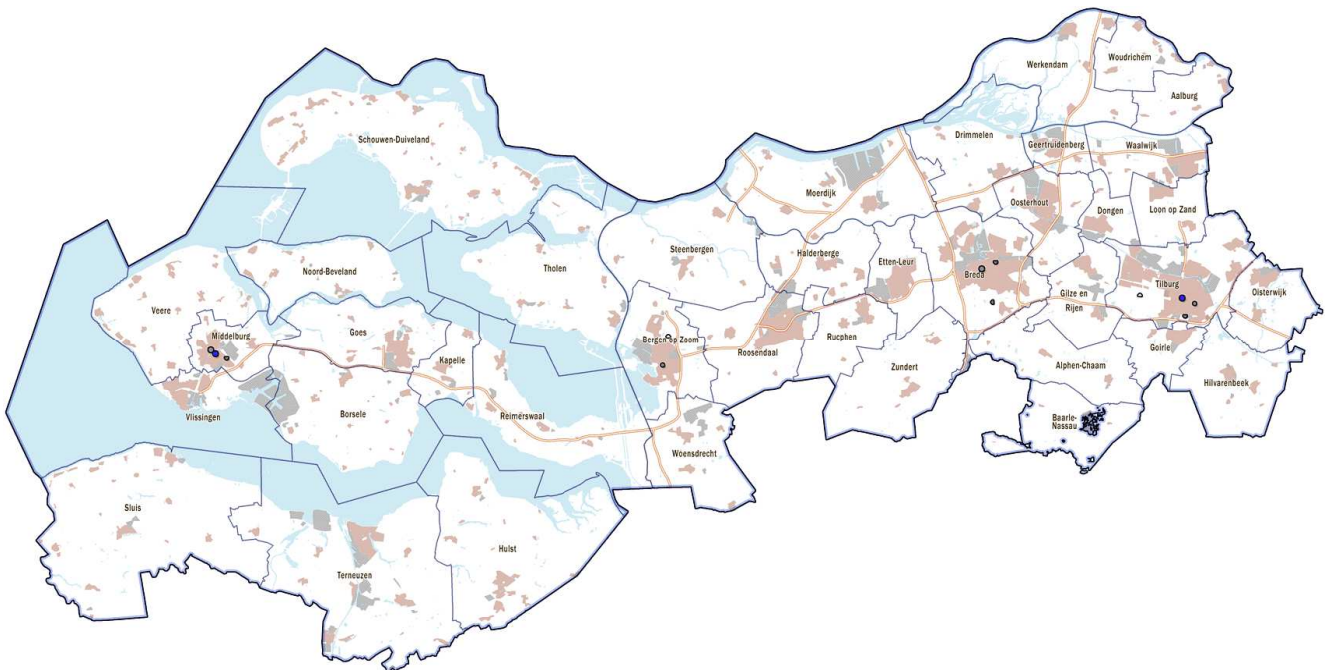 Werkendam
Woudrichem
Aalburg
Schouwen-Duiveland
Drimmelen
Geertruidenberg
Waalwijk
Moerdijk
Oosterhout
Dongen
Loon op Zand
Steenbergen
Halderberge
Etten-Leur
Breda
Noord-Beveland
Tholen
Tilburg
Oisterwijk
Gilze en
Rijen
Veere
Middelburg
Goes
Kapelle
Bergen op Zoom
Roosendaal
Rucphen
Goirle
Zundert
Alphen-Chaam
Hilvarenbeek
Vlissingen
Borsele
Reimerswaal
Baarle-
Nassau
Woensdrecht
Sluis
Hulst
Terneuzen